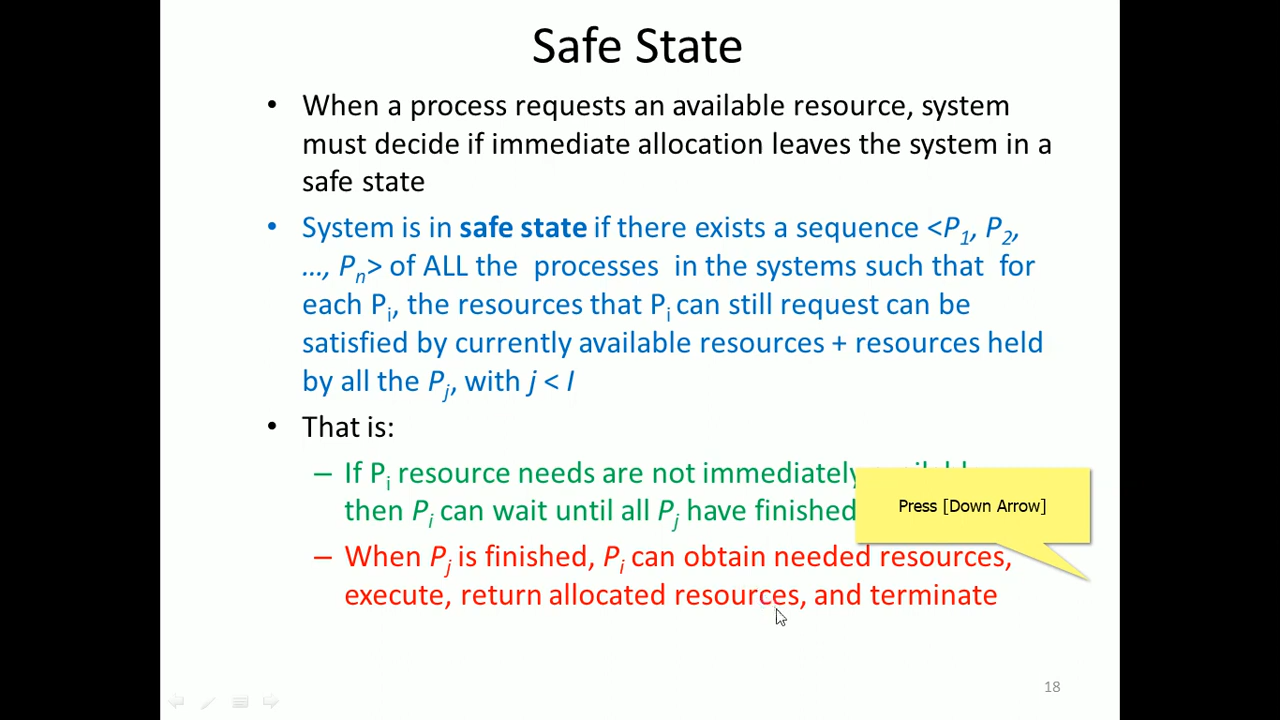 Safe State
• When a process requests an available resource, system
must decide if immediate allocation leaves the system in a
safe state
• System is in safe state if there exists a sequence <P1, P2,
…, Pn> of ALL the processes in the systems such that for
each Pi, the resources that Pi can still request can be
satisfied by currently available resources + resources held
by all the Pj, with j < I
• That is:
– If Pi resource needs are not immediately
then Pi can wait until all Pj have finished
Press [Down Arrow]
– When Pj is finished, Pi can obtain needed resources,
execute, return allocated resources, and terminate
18